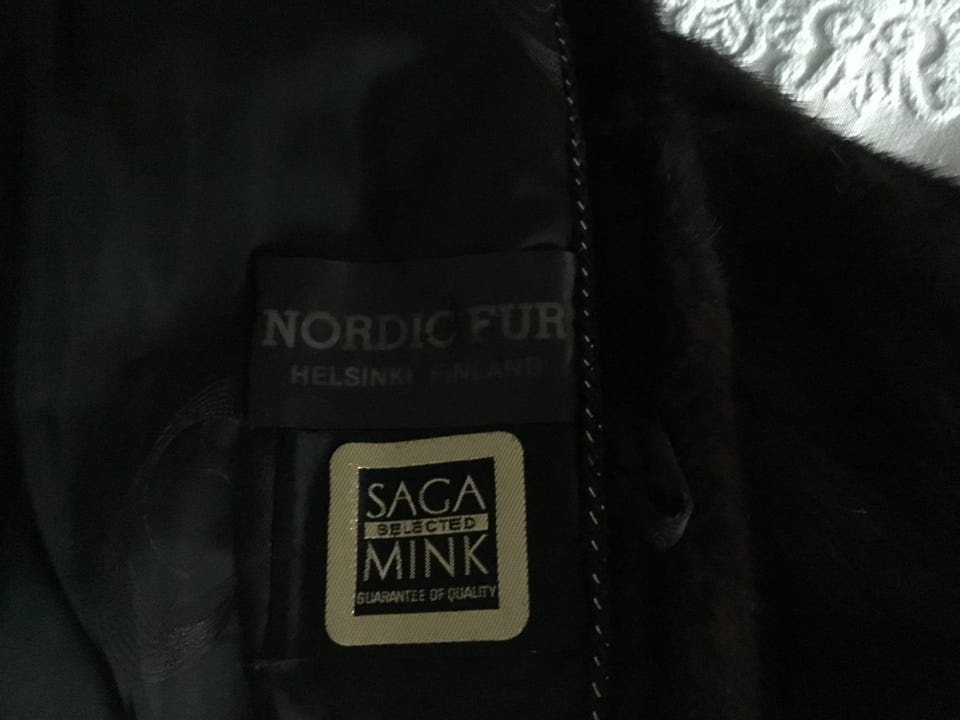 NORDIC FUR
HELSINKI FINLAND
SAGA
SELECTED
MINK
GUARANTEE OF QUALITY